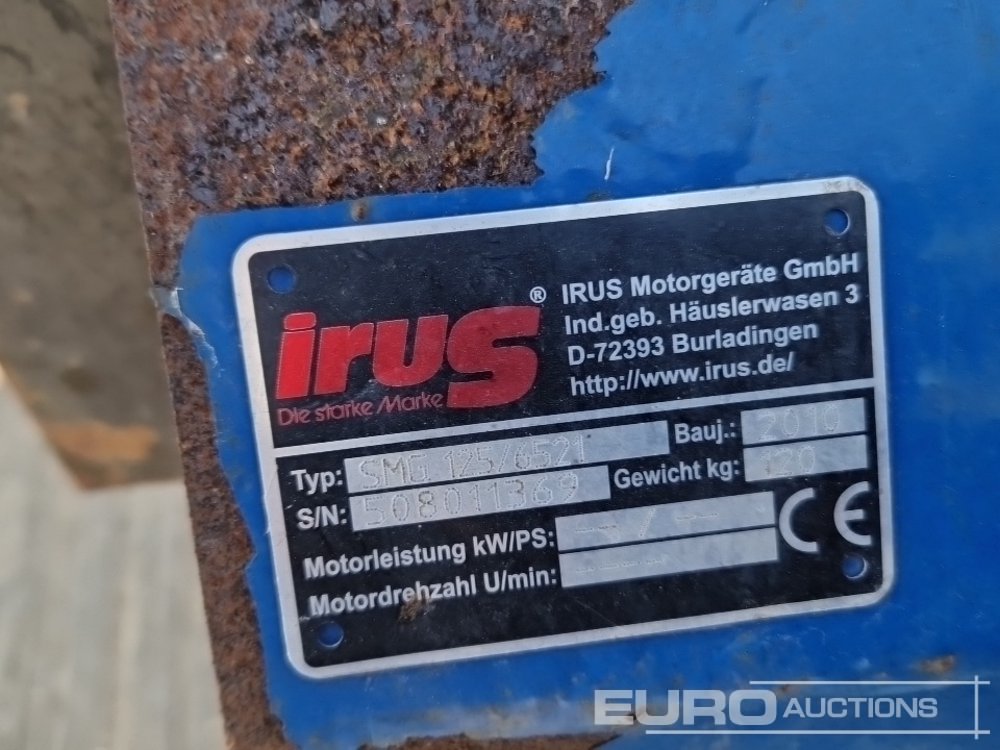 irus®
Die starke Marke
IRUS Motorgeräte GmbH
Ind.geb. Häuslerwasen 3
D-72393 Burladingen
http://www.irus.de/
Typ: SMG 125/6521 Bauj.: 2010
S/N: 508011369 Gewicht kg: 120
Motorleistung kW/PS: -- / --
Motordrehzahl U/min: ----
CE
EURO AUCTIONS